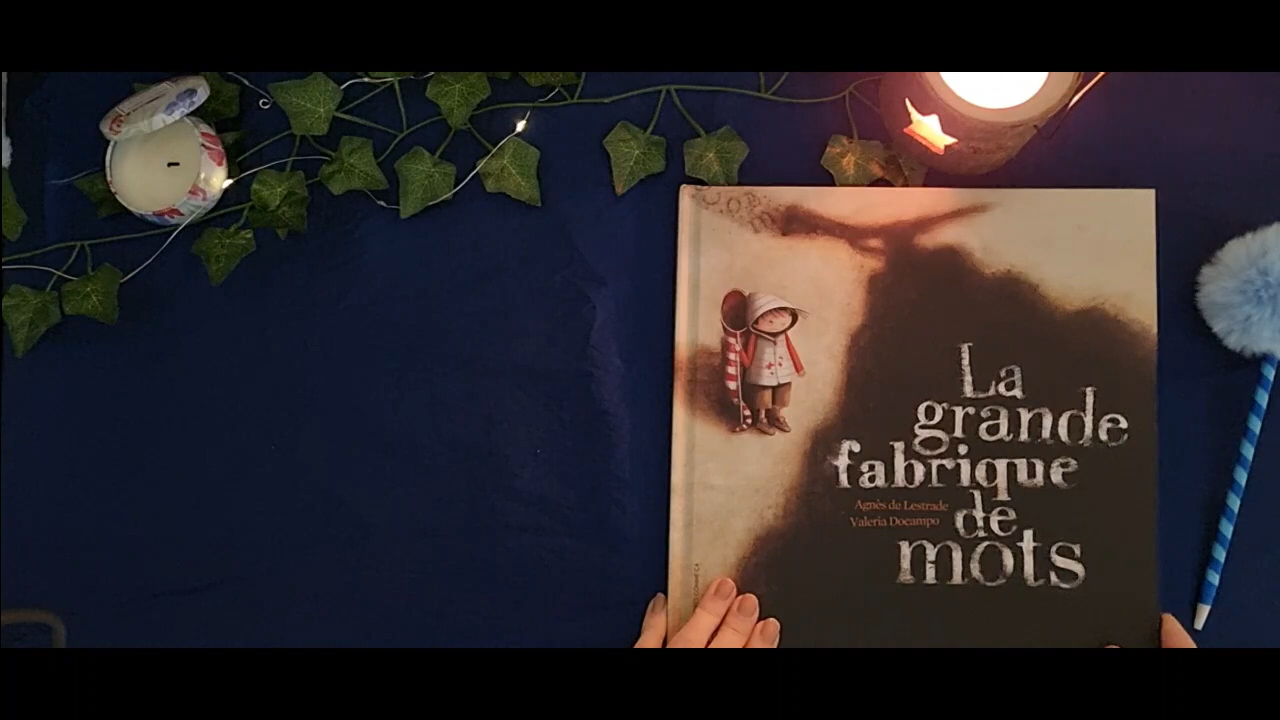 La
grande
fabrique
de
mots
Agnès de Lestrade
Valeria Docampo